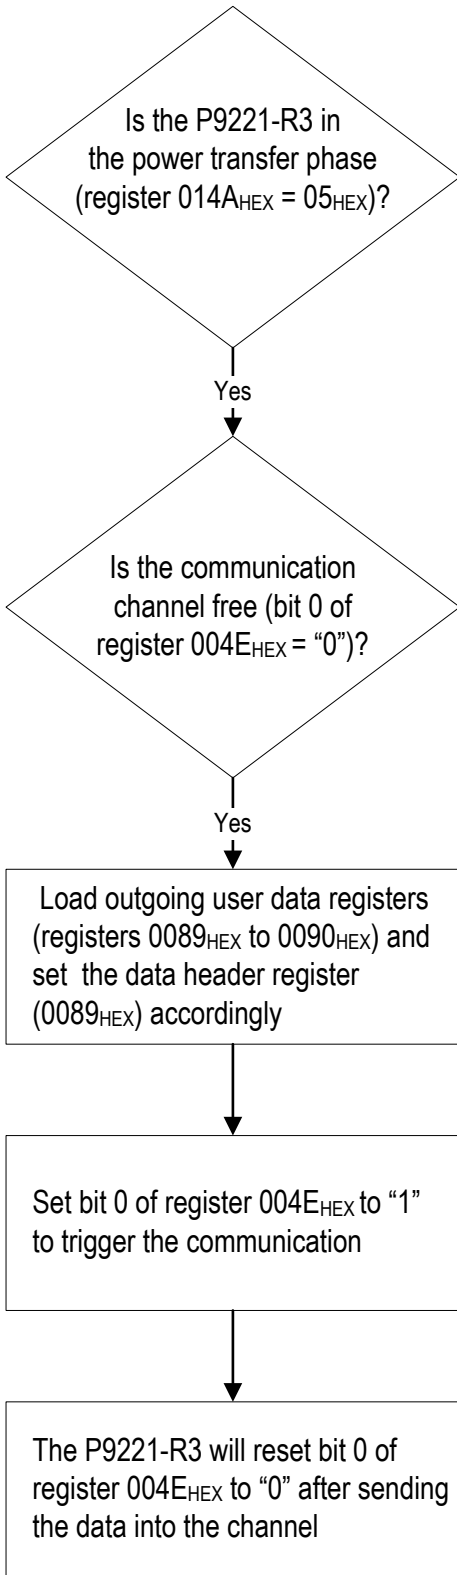 Is the P9221-R3 in
the power transfer phase
(register 014AHEX = 05HEX)?
Yes
Is the communication
channel free (bit 0 of
register 004EHEX = “0”)?
Yes
Load outgoing user data registers
(registers 0089HEX to 0090HEX) and
set the data header register
(0089HEX) accordingly
Set bit 0 of register 004EHEX to “1”
to trigger the communication
The P9221-R3 will reset bit 0 of
register 004EHEX to “0” after sending
the data into the channel